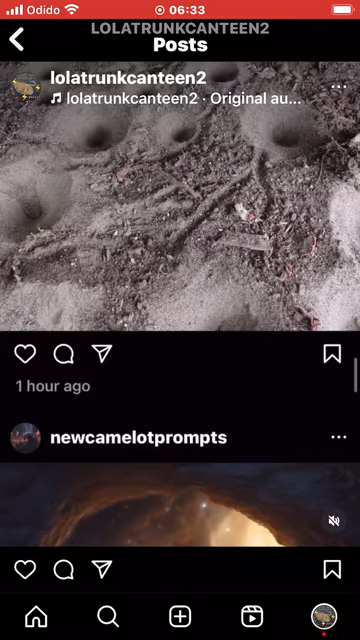 Odido 06:33
LOLATRUNKCANTEEN2
Posts
lolatrunkcanteen2
lolatrunkcanteen2 · Original au...
1 hour ago
newcamelotprompts